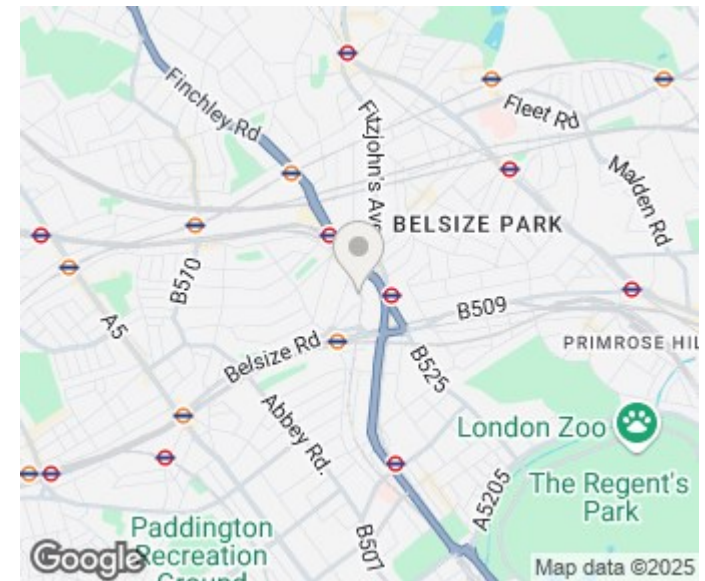 Finchley Rd
Fitzjohn's Ave
Fleet Rd
Malden Rd
BELSIZE PARK
B570
A5
B509
PRIMROSE HIL
Belsize Rd
B525
Abbey Rd.
London Zoo
A5205
The Regent's
Park
B507
Paddington
Recreation
Ground
Google
Map data ©2025